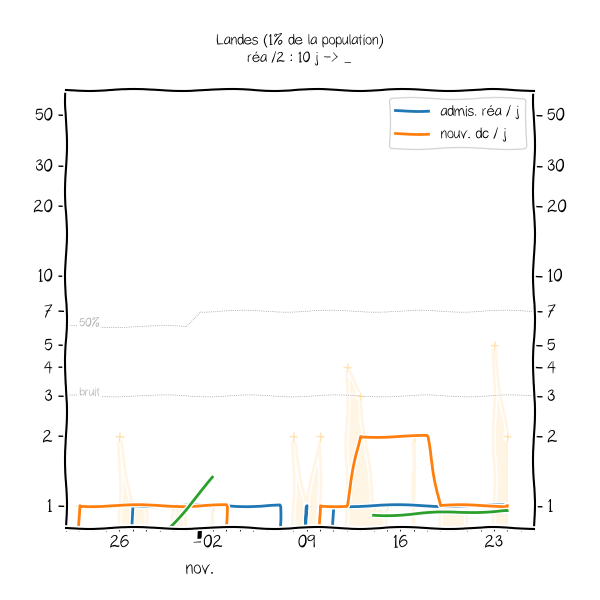 Landes (1% de la population)
réa /2 : 10 j -> _
admis. réa / j
nouv. dc / j
50 50
30 30
20 20
10 10
7 7
50%
5 5
4 4
bruit
3 3
2 2
1 1
26 02 09 16 23
nov.